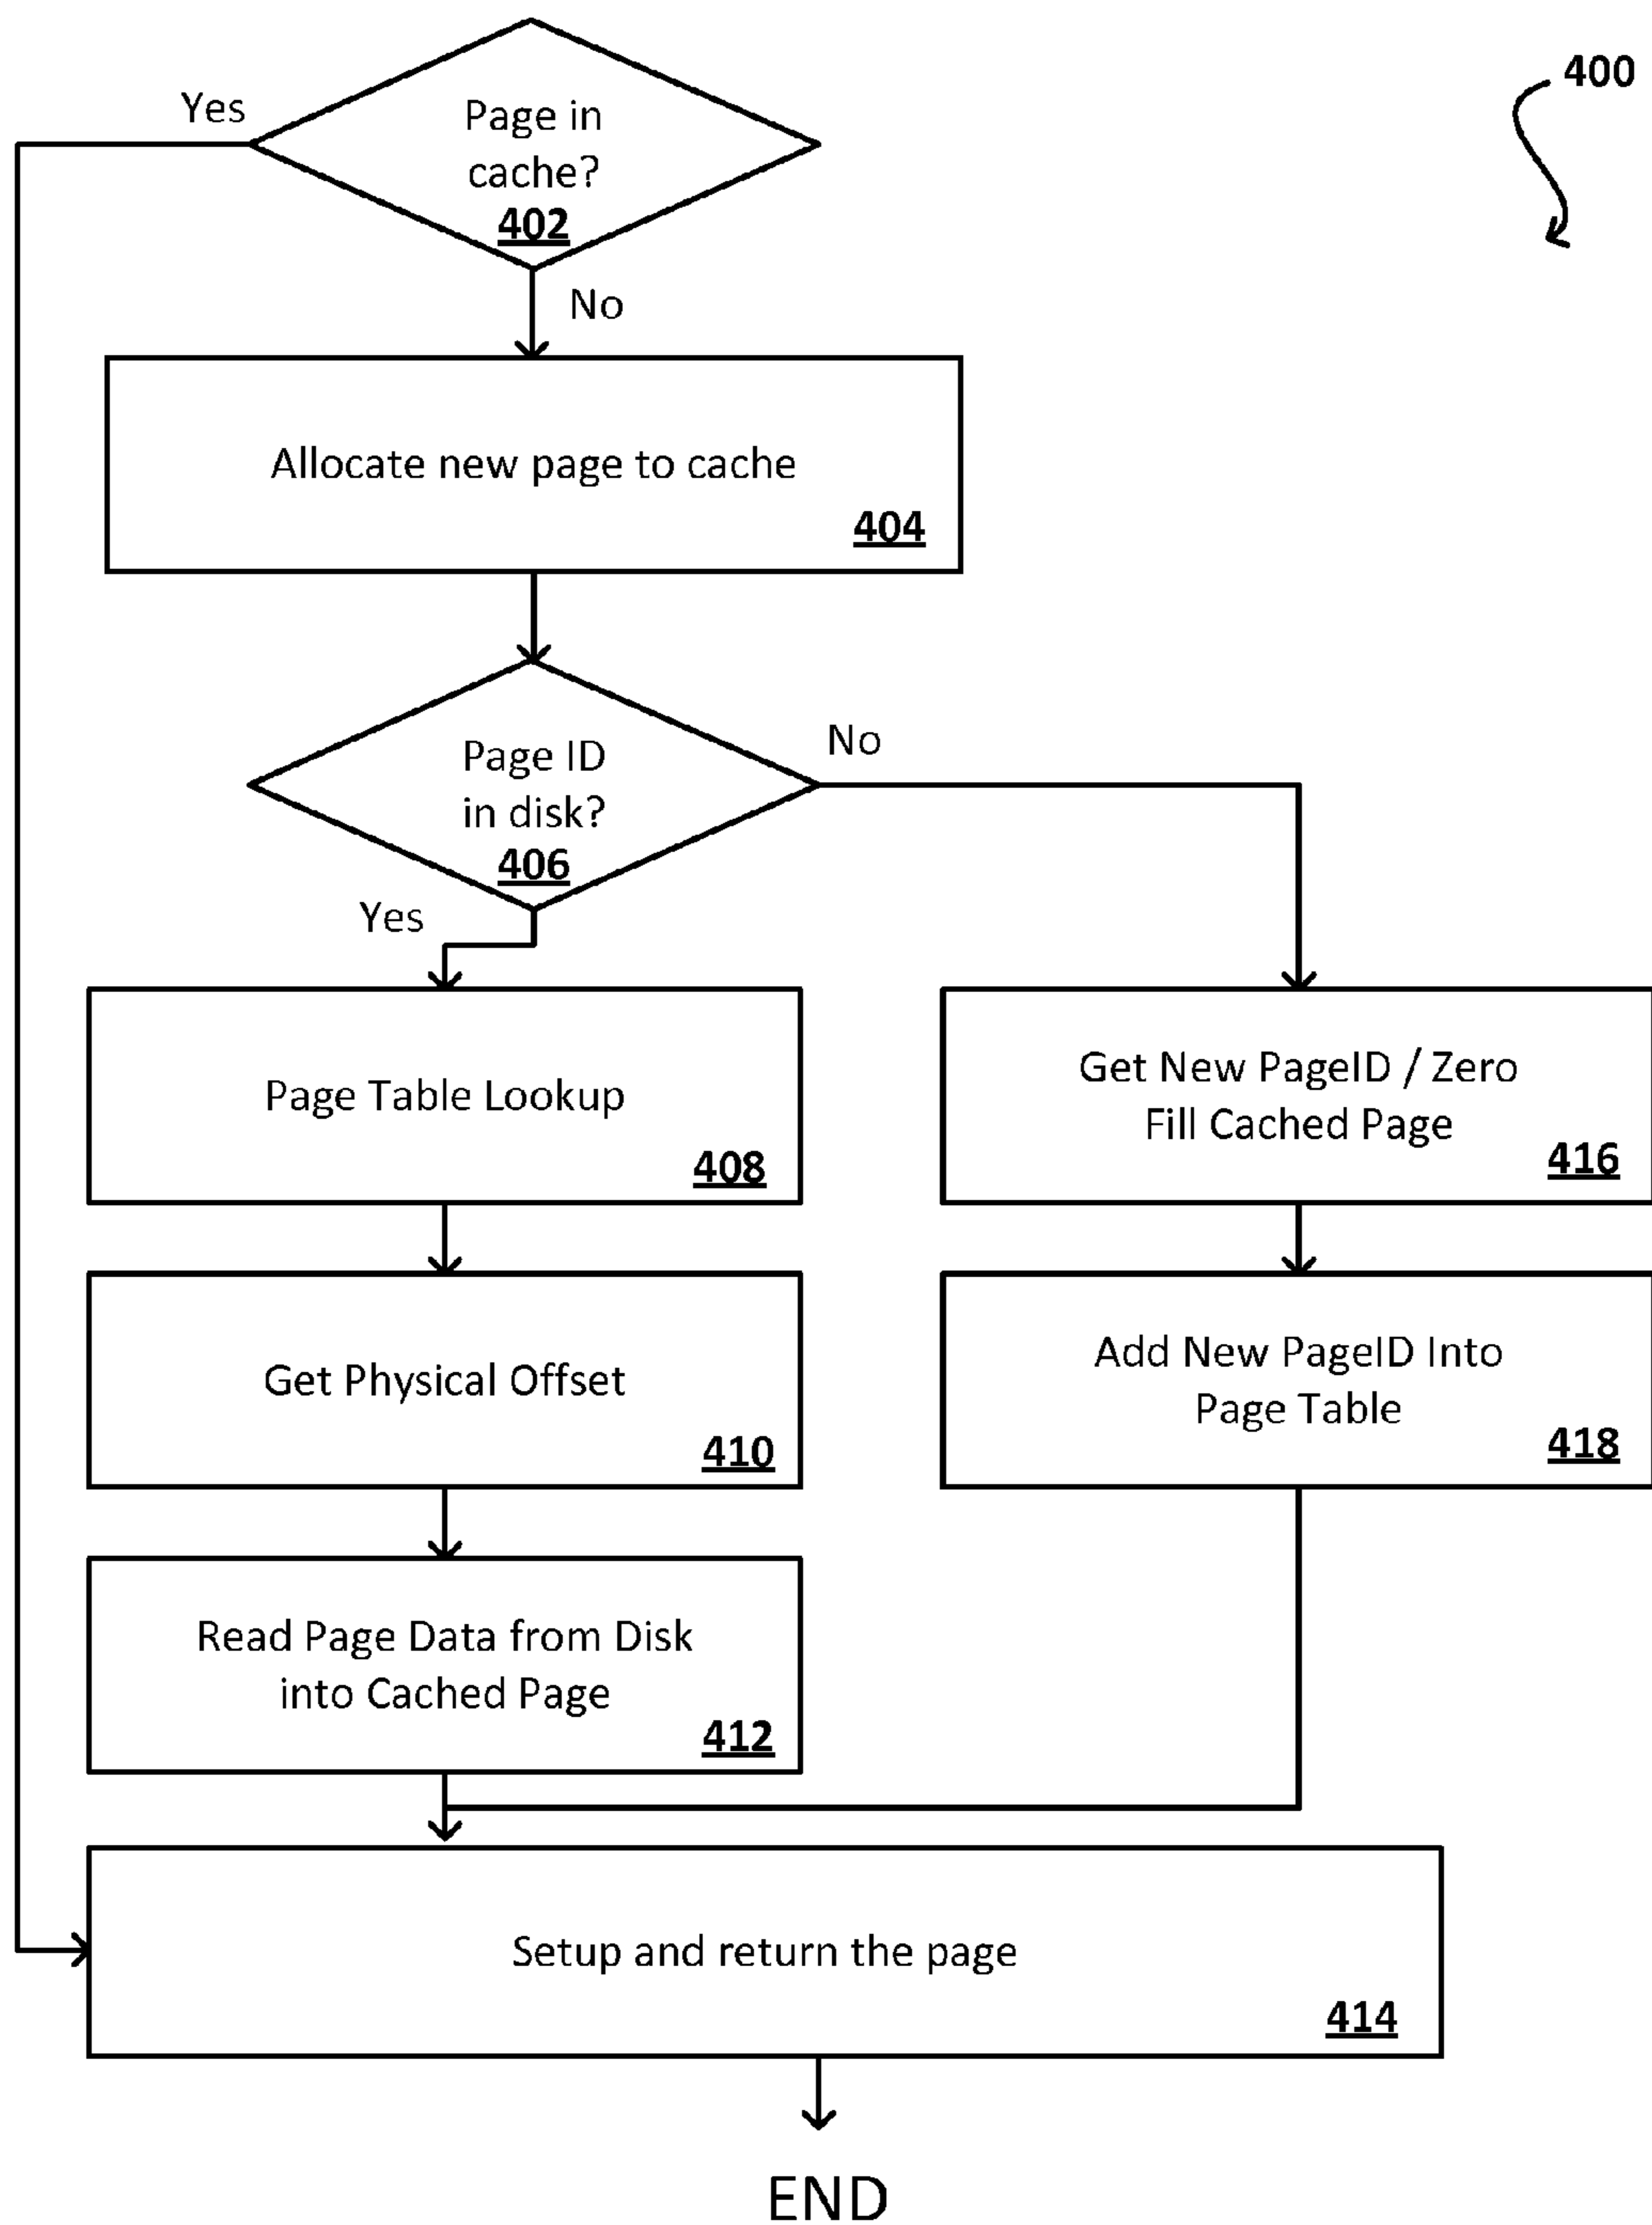 400
Yes
Page in
cache?
402
No
Allocate new page to cache
404
Page ID
in disk?
406
No
Yes
Page Table Lookup
408
Get New PageID / Zero
Fill Cached Page
416
Get Physical Offset
410
Add New PageID Into
Page Table
418
Read Page Data from Disk
into Cached Page
412
Setup and return the page
414
END